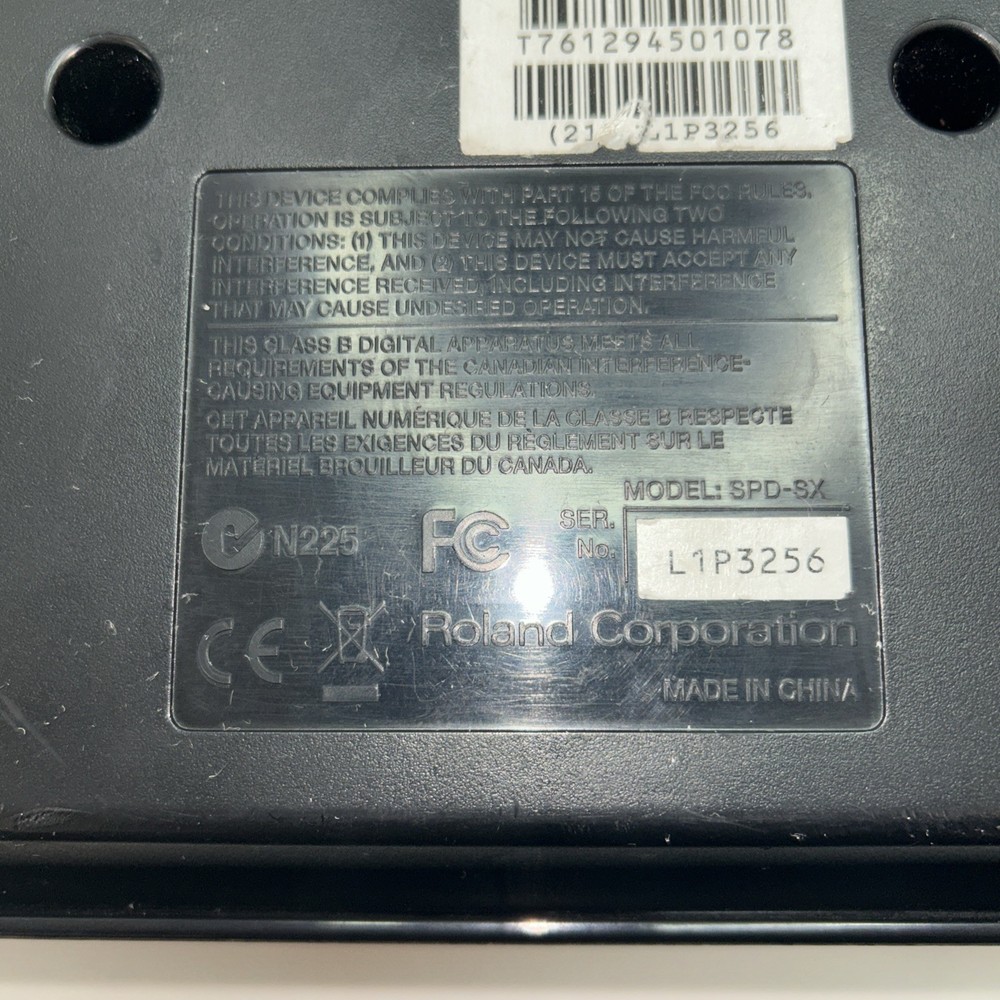 T761294501078
(21 L1P3256
THIS DEVICE COMPLIES WITH PART 15 OF THE FCC RULES.
OPERATION IS SUBJECT TO THE FOLLOWING TWO
CONDITIONS: (1) THIS DEVICE MAY NOT CAUSE HARMFUL
INTERFERENCE, AND (2) THIS DEVICE MUST ACCEPT ANY
INTERFERENCE RECEIVED, INCLUDING INTERFERENCE
THAT MAY CAUSE UNDESIRED OPERATION.
THIS CLASS B DIGITAL APPARATUS MEETS ALL
REQUIREMENTS OF THE CANADIAN INTERFERENCE-
CAUSING EQUIPMENT REGULATIONS.
CET APPAREIL NUMÉRIQUE DE LA CLASSE B RESPECTE
TOUTES LES EXIGENCES DU RÈGLEMENT SUR LE
MATÉRIEL BROUILLEUR DU CANADA.
MODEL: SPD-SX
N225 FC SER.
No. L1P3256
CE Roland Corporation
MADE IN CHINA